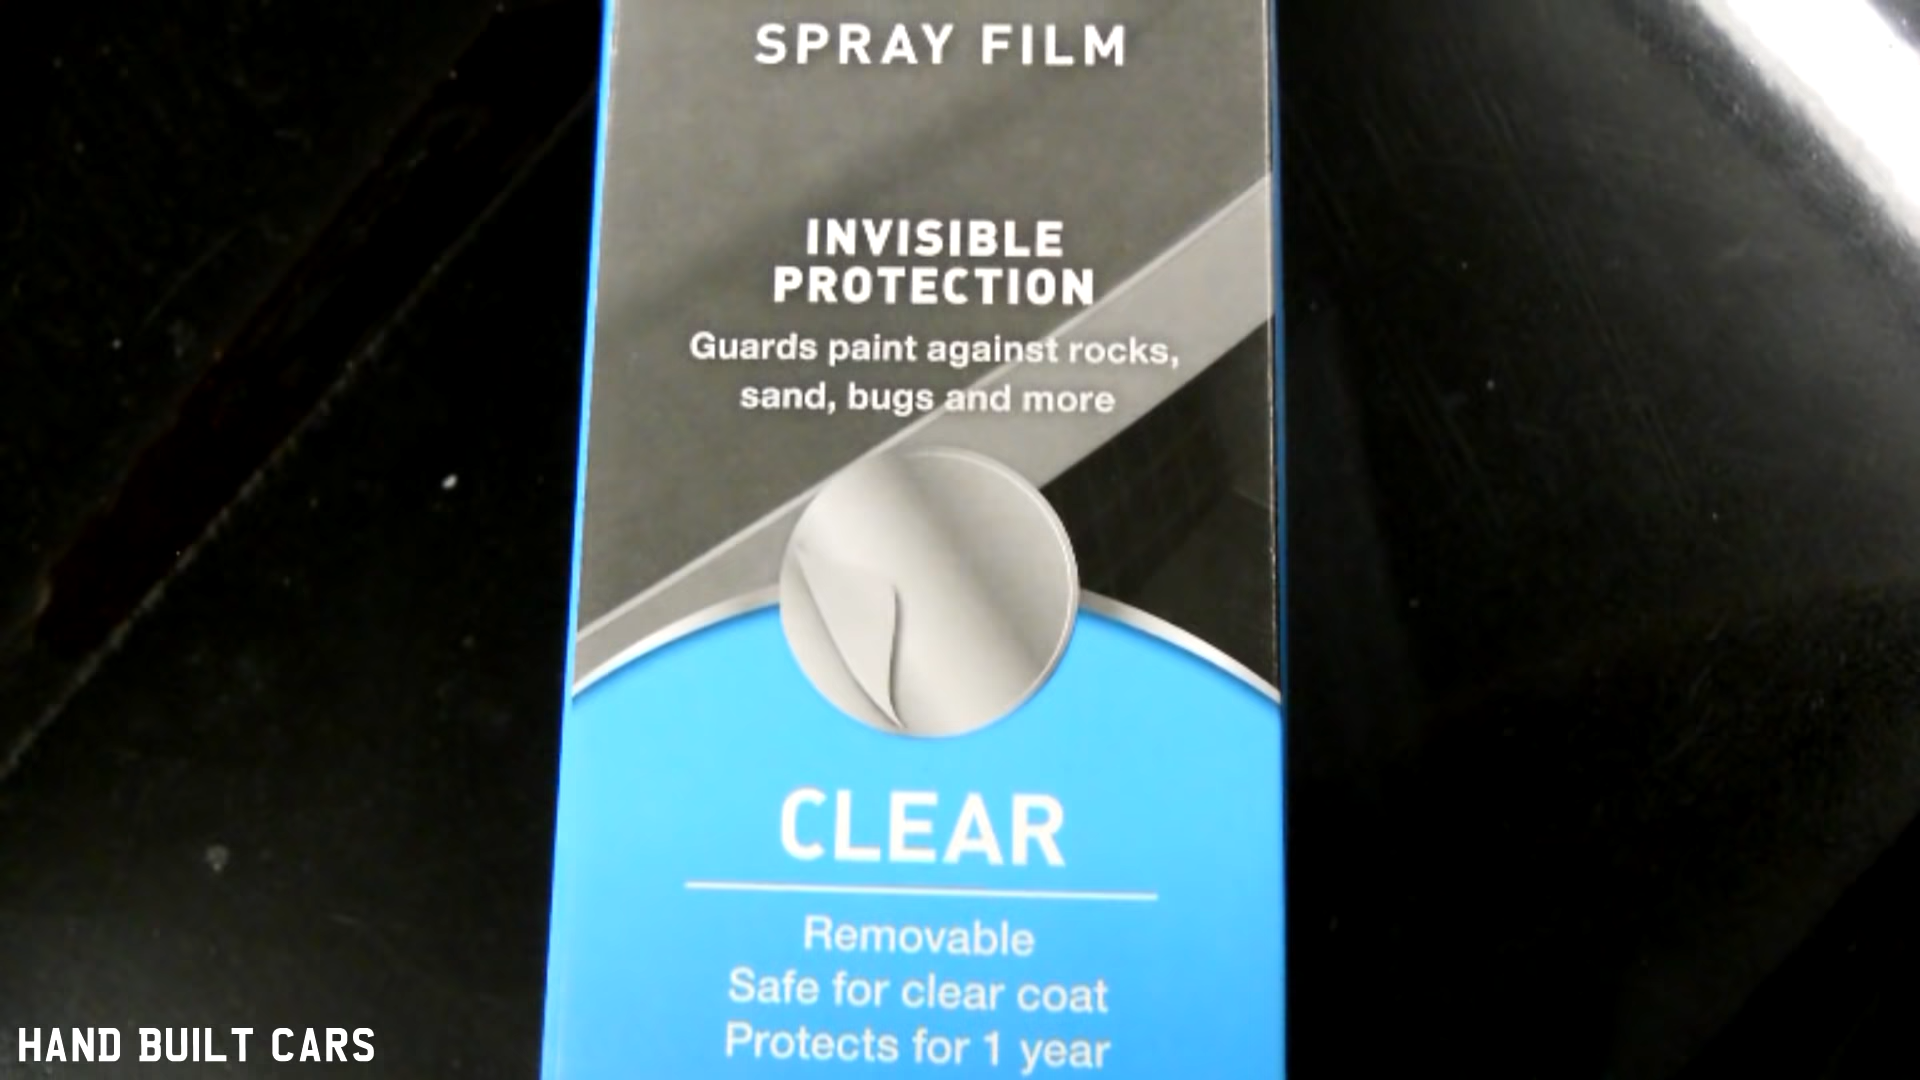 SPRAY FILM
INVISIBLE
PROTECTION
Guards paint against rocks,
sand, bugs and more
CLEAR
Removable
Safe for clear coat
Protects for 1 year
HAND BUILT CARS